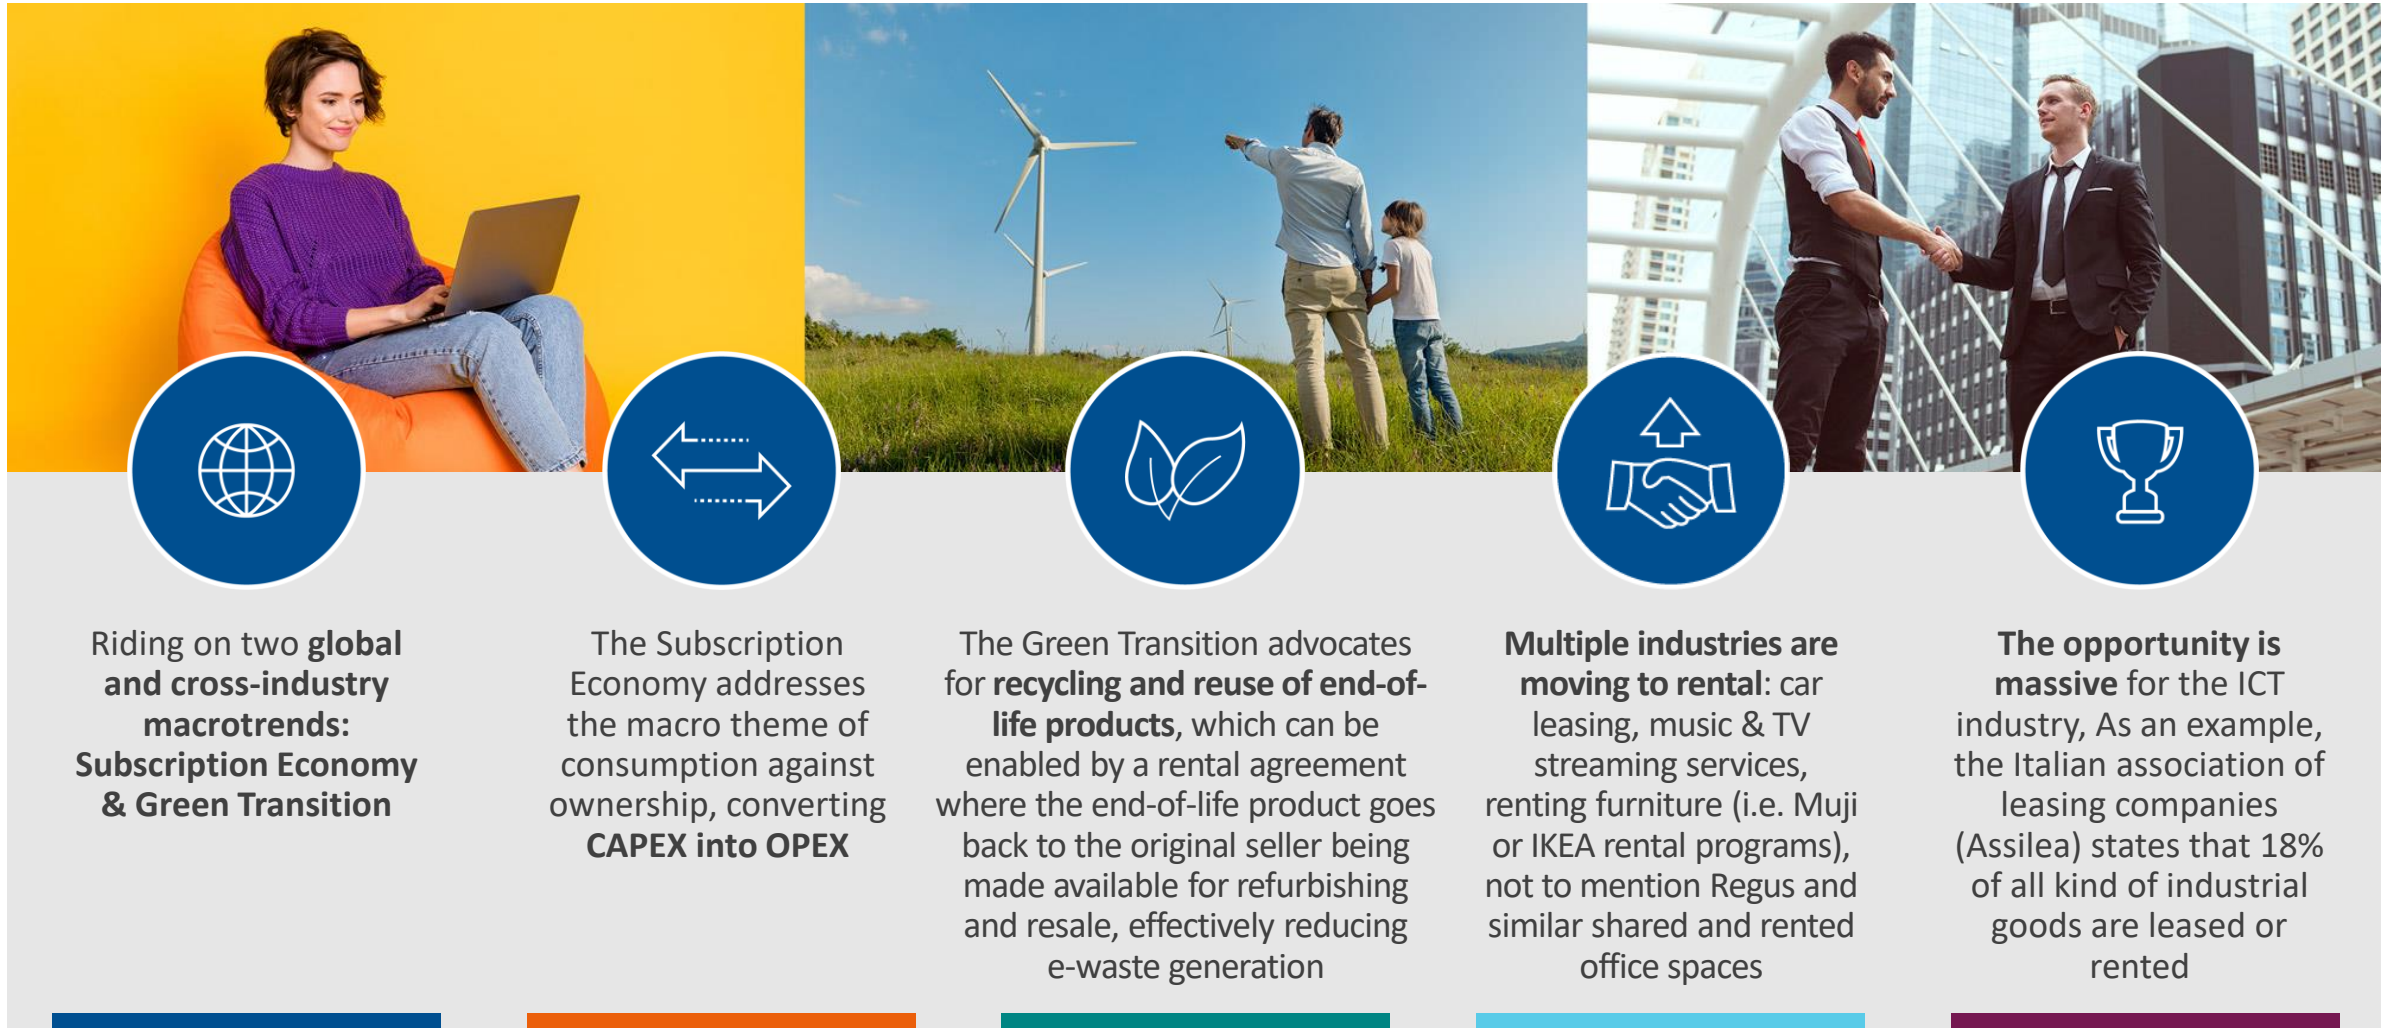 Riding on two global
and cross-industry
macrotrends:
Subscription Economy
& Green Transition
The Subscription
Economy addresses
the macro theme of
consumption against
ownership, converting
CAPEX into OPEX
The Green Transition advocates
for recycling and reuse of end-of-
life products, which can be
enabled by a rental agreement
where the end-of-life product goes
back to the original seller being
made available for refurbishing
and resale, effectively reducing
e-waste generation
Multiple industries are
moving to rental: car
leasing, music & TV
streaming services,
renting furniture (i.e. Muji
or IKEA rental programs),
not to mention Regus and
similar shared and rented
office spaces
The opportunity is
massive for the ICT
industry, As an example,
the Italian association of
leasing companies
(Assilea) states that 18%
of all kind of industrial
goods are leased or
rented